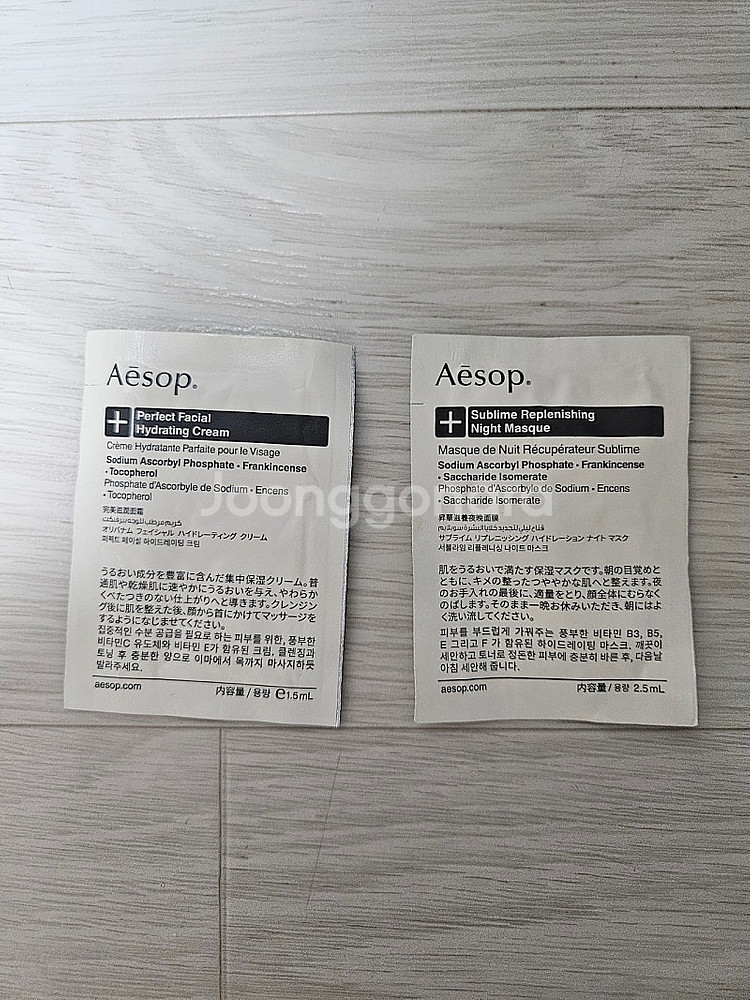 Aēsop.
Perfect Facial
Hydrating Cream
Crème Hydratante Parfaite pour le Visage
Sodium Ascorbyl Phosphate • Frankincense
• Tocopherol
Phosphate d'Ascorbyle de Sodium • Encens
• Tocopherol
完美滋潤面霜
كريم مرطب للوجه بيرفكت
オリバナム フェイシャル ハイドレーティング クリーム
퍼펙트 페이셜 하이드레이팅 크림
うるおい成分を豊富に含んだ集中保湿クリーム。普
通肌や乾燥肌に速やかにうるおいを与え、やわらか
くべたつきのない仕上がりへと導きます。クレンジン
グ後に肌を整えた後、顔から首にかけてマッサージを
するようになじませてください。
집중적인 수분 공급을 필요로 하는 피부를 위한, 풍부한
비타민C 유도체와 비타민 E가 함유된 크림. 클렌징과
토닝 후 충분한 양으로 이마에서 목까지 마사지하듯
발라주세요.
aesop.com 内容量 / 용량 ℮1.5mL
Aēsop.
Sublime Replenishing
Night Masque
Masque de Nuit Récupérateur Sublime
Sodium Ascorbyl Phosphate • Frankincense
• Saccharide Isomerate
Phosphate d'Ascorbyle de Sodium • Encens
• Saccharide Isomerate
昇華滋養夜晚面膜
قناع ليلي لتجديد خلايا البشرة سوبلايم
サブライム リプレニッシング ハイドレーション ナイト マスク
서블라임 리플레니싱 나이트 마스크
肌をうるおいで満たす保湿マスクです。朝の目覚めと
ともに、キメの整ったつややかな肌へと整えます。夜
のお手入れの最後に、適量をとり、顔全体にむらなく
のばします。そのまま一晩お休みいただき、朝にはよ
く洗い流してください。
피부를 부드럽게 가꿔주는 풍부한 비타민 B3, B5,
E 그리고 F 가 함유된 하이드레이팅 마스크. 깨끗이
세안하고 토너로 정돈한 피부에 충분히 바른 후, 다음날
아침 세안해 줍니다.
aesop.com 内容量 / 용량 2.5mL
Joonggonara